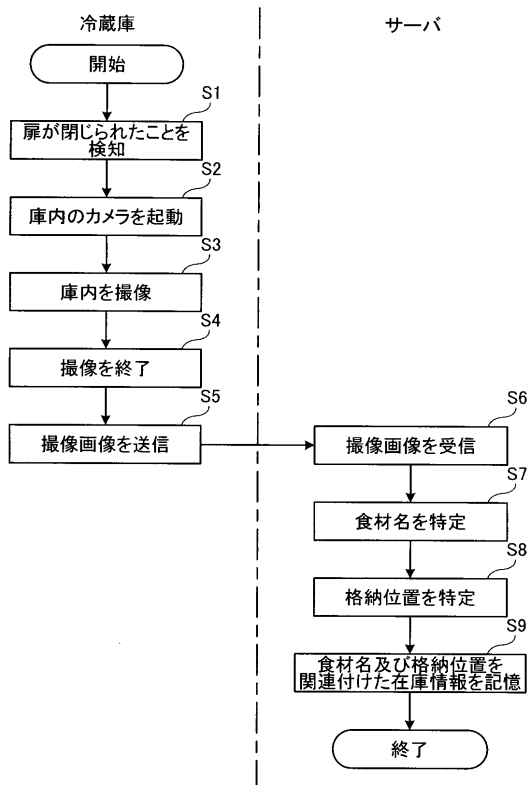 冷蔵庫
サーバ
開始
S1
扉が閉じられたことを
検知
S2
庫内のカメラを起動
S3
庫内を撮像
S4
撮像を終了
S5
撮像画像を送信
S6
撮像画像を受信
S7
食材名を特定
S8
格納位置を特定
S9
食材名及び格納位置を
関連付けた在庫情報を記憶
終了